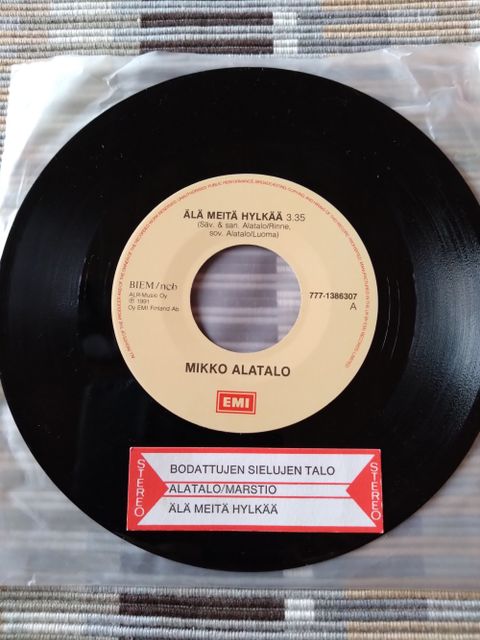 ÄLÄ MEITÄ HYLKÄÄ 3.35
(Säv. & san. Alatalo/Rinne,
sov. Alatalo/Luoma)
BIEM/ncb
ALR-Music Oy
℗ 1991
Oy EMI Finland Ab
777-1386307
A
MIKKO ALATALO
EMI
STEREO
BODATTUJEN SIELUJEN TALO
ALATALO/MARSTIO
ÄLÄ MEITÄ HYLKÄÄ
STEREO